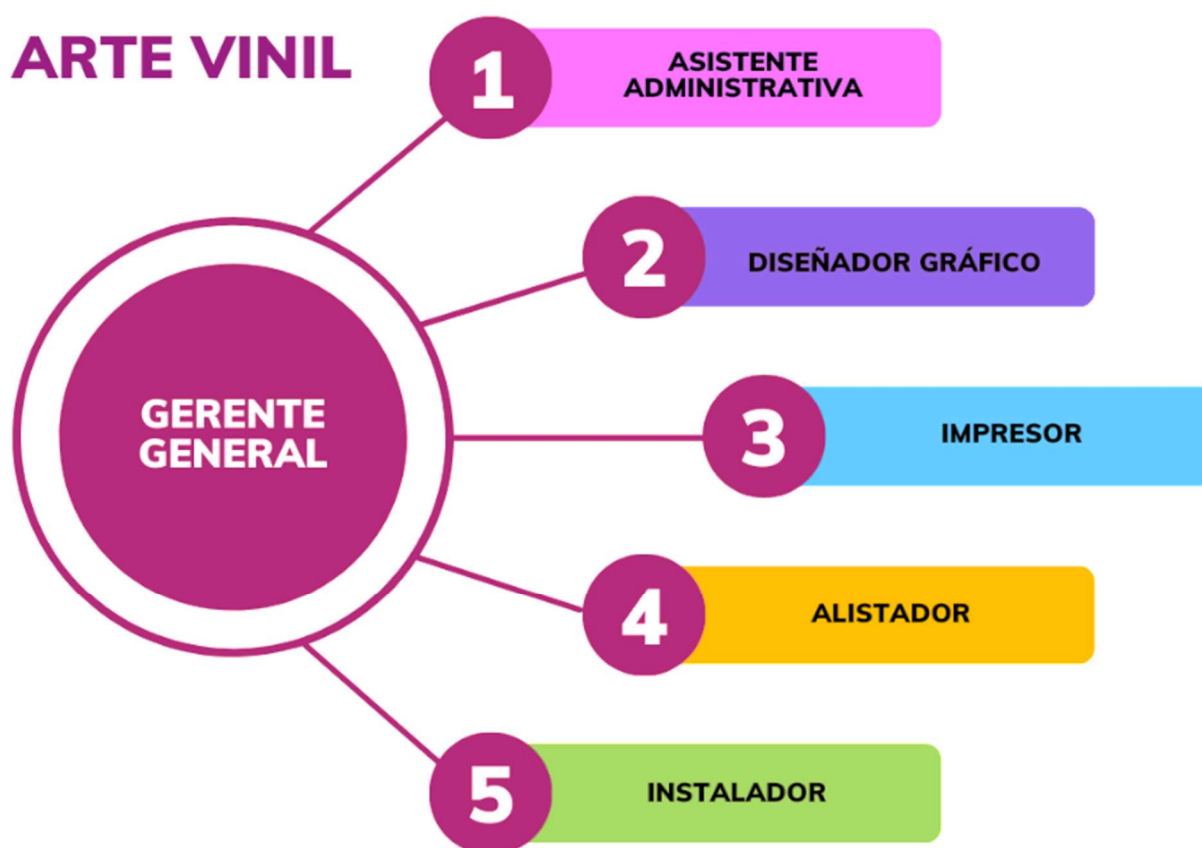 ARTE VINIL
1
ASISTENTE
ADMINISTRATIVA
2
DISEÑADOR GRÁFICO
GERENTE
GENERAL
3
IMPRESOR
4
ALISTADOR
5
INSTALADOR